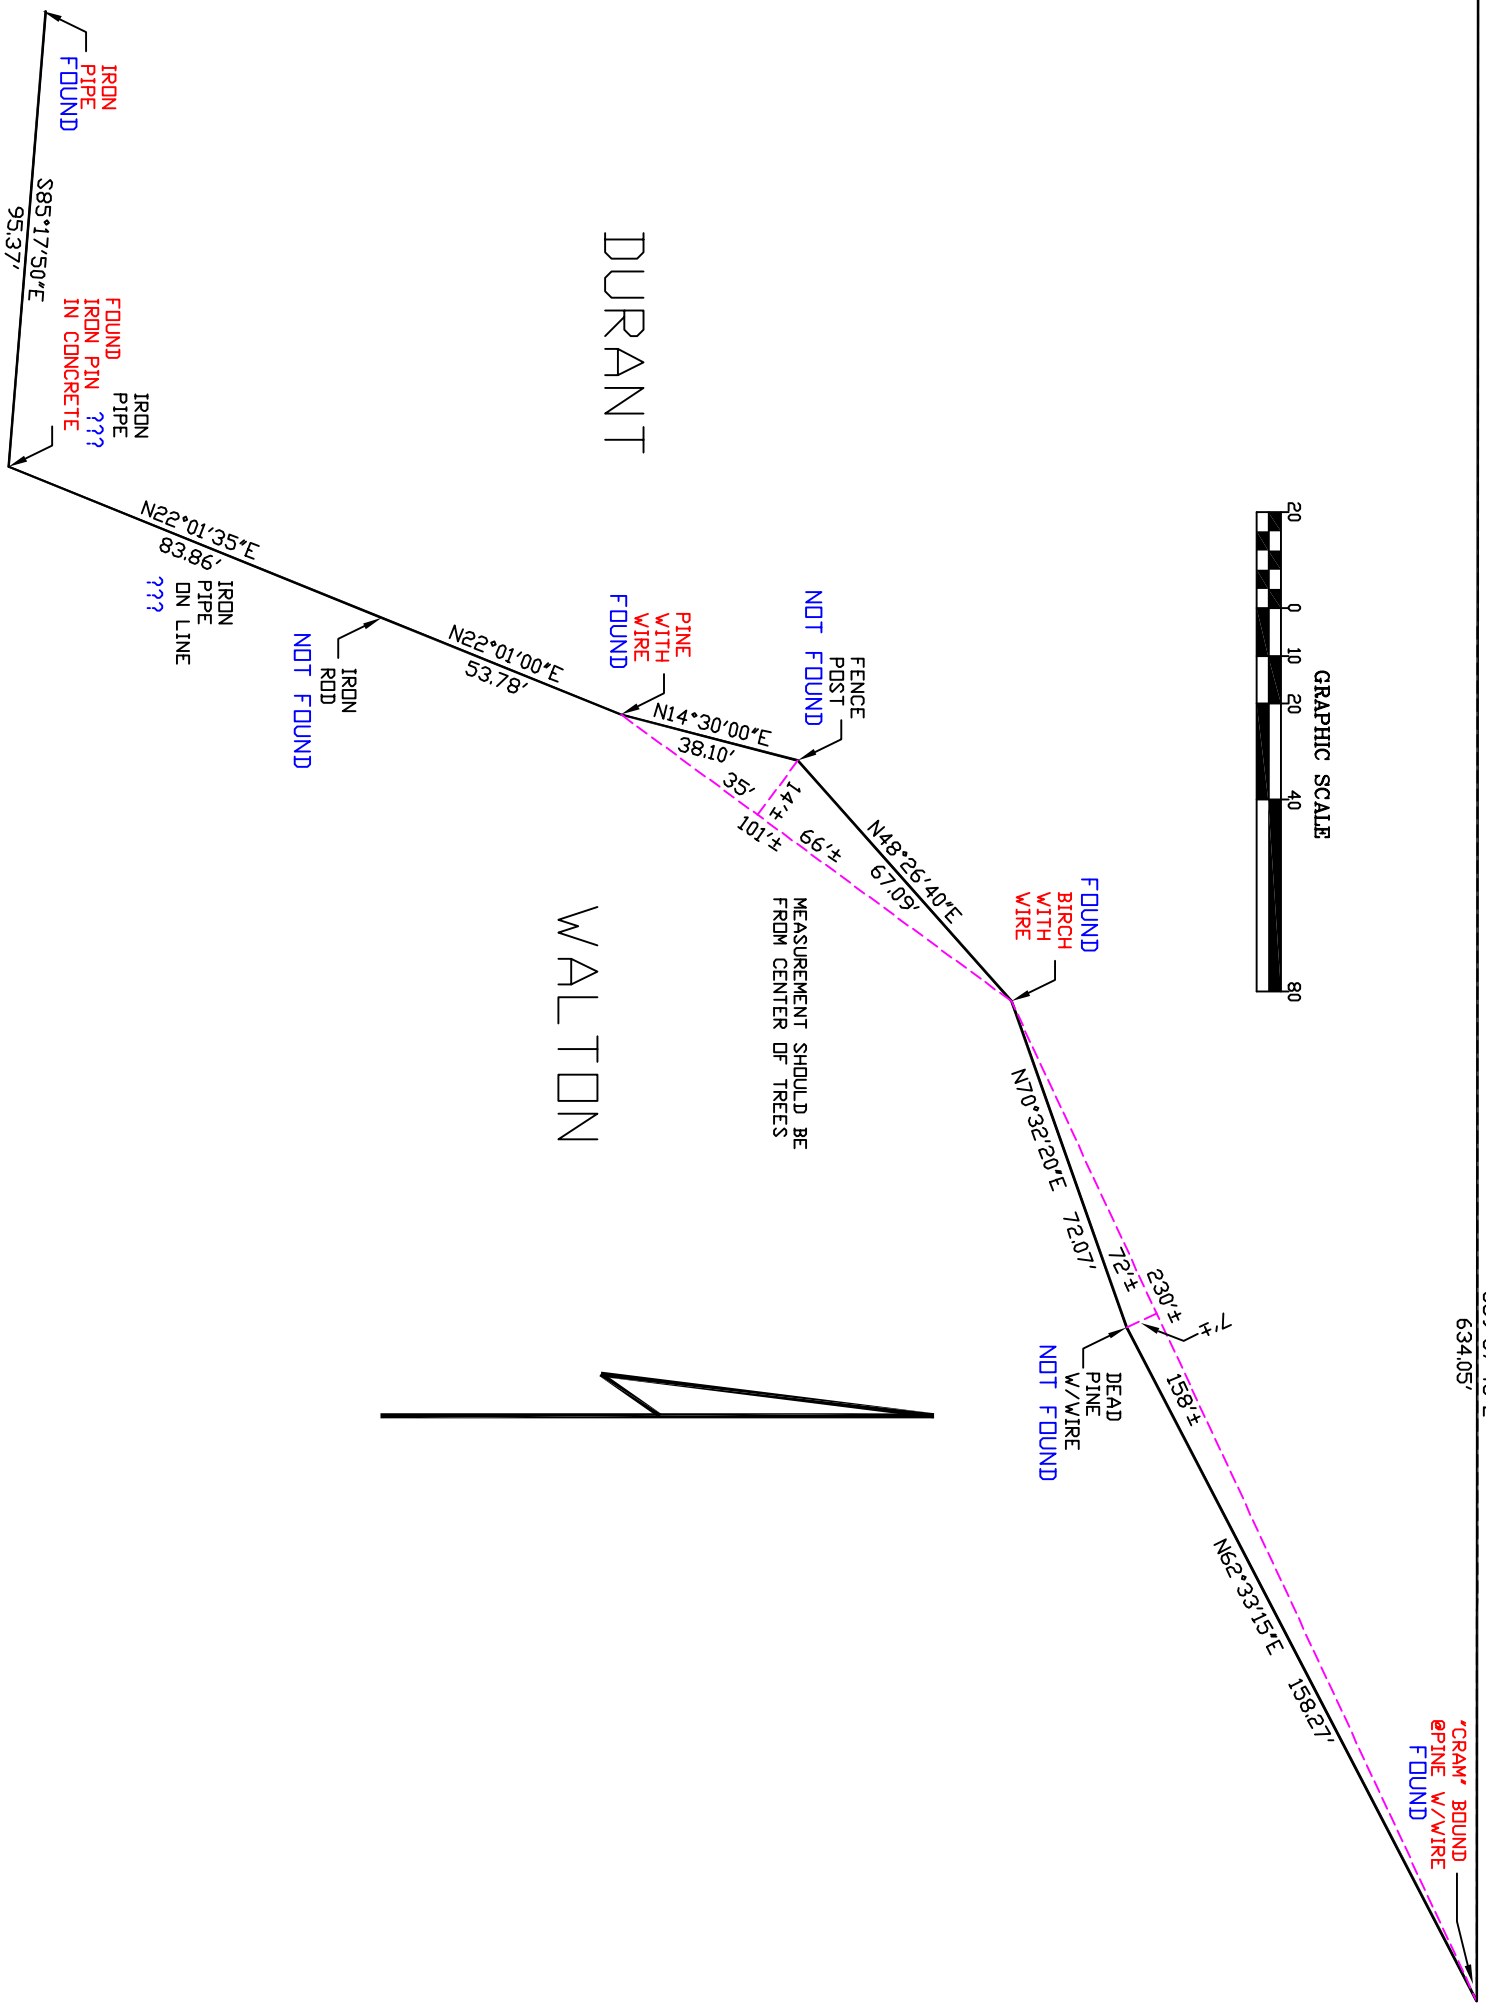 IRON
PIPE
FOUND
S85°17'50"E
95.37'
FOUND
IRON PIN
IN CONCRETE
IRON
PIPE
???
N22°01'35"E
83.86'
IRON
PIPE
ON LINE
???
IRON
ROD
NOT FOUND
N22°01'00"E
53.78'
PINE
WITH
WIRE
FOUND
DURANT
N14°30'00"E
38.10'
FENCE
POST
NOT FOUND
35'
14'±
101'±
66'±
N48°26'40"E
67.09'
FOUND
BIRCH
WITH
WIRE
GRAPHIC SCALE
20 0 10 20 40 80
MEASUREMENT SHOULD BE
FROM CENTER OF TREES
WALTON
N70°32'20"E 72.07'
72'±
230'±
7'±
DEAD
PINE
W/WIRE
NOT FOUND
158'±
N62°33'15"E 158.27'
634.05'
"CRAM" BOUND
@PINE W/WIRE
FOUND